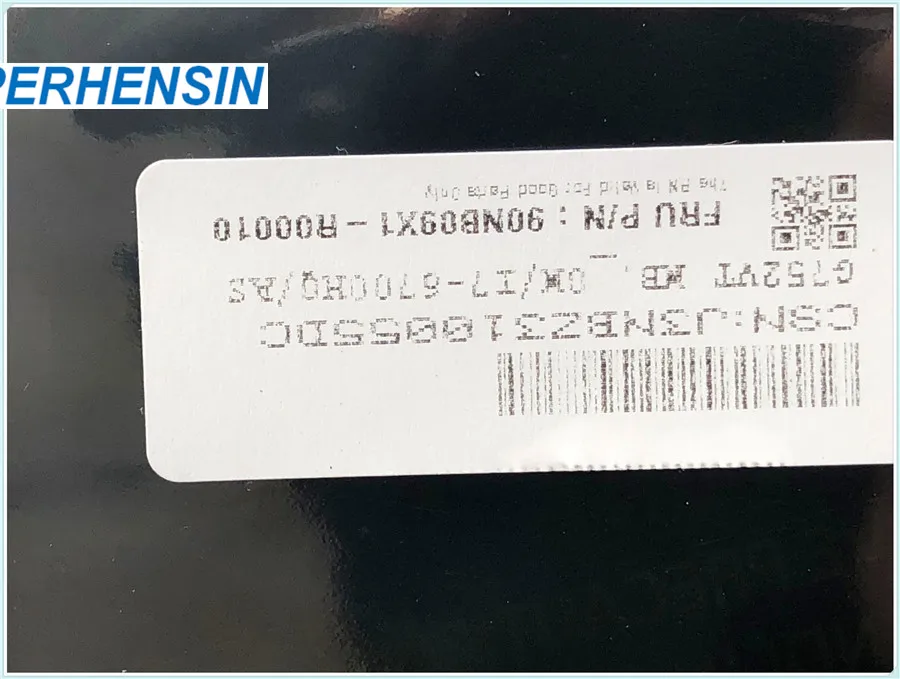 PERHENSIN
CSN:J3NBZ310055DC
G752VT MB._0M/I7-6700HQ/AS
FRU P/N : 90NB09X1-R00010
The PN is Valid For Good Parts Only